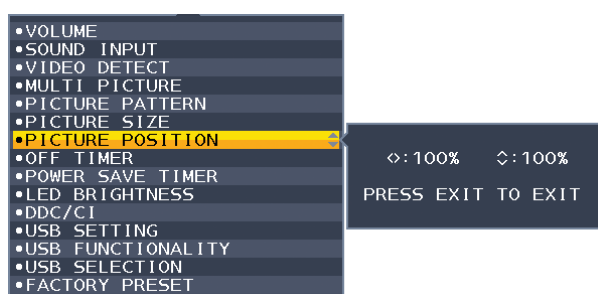 •VOLUME
•SOUND INPUT
•VIDEO DETECT
•MULTI PICTURE
•PICTURE PATTERN
•PICTURE SIZE
•PICTURE POSITION
•OFF TIMER
•POWER SAVE TIMER
•LED BRIGHTNESS
•DDC/CI
•USB SETTING
•USB FUNCTIONALITY
•USB SELECTION
•FACTORY PRESET
<>:100% ◇:100%
PRESS EXIT TO EXIT